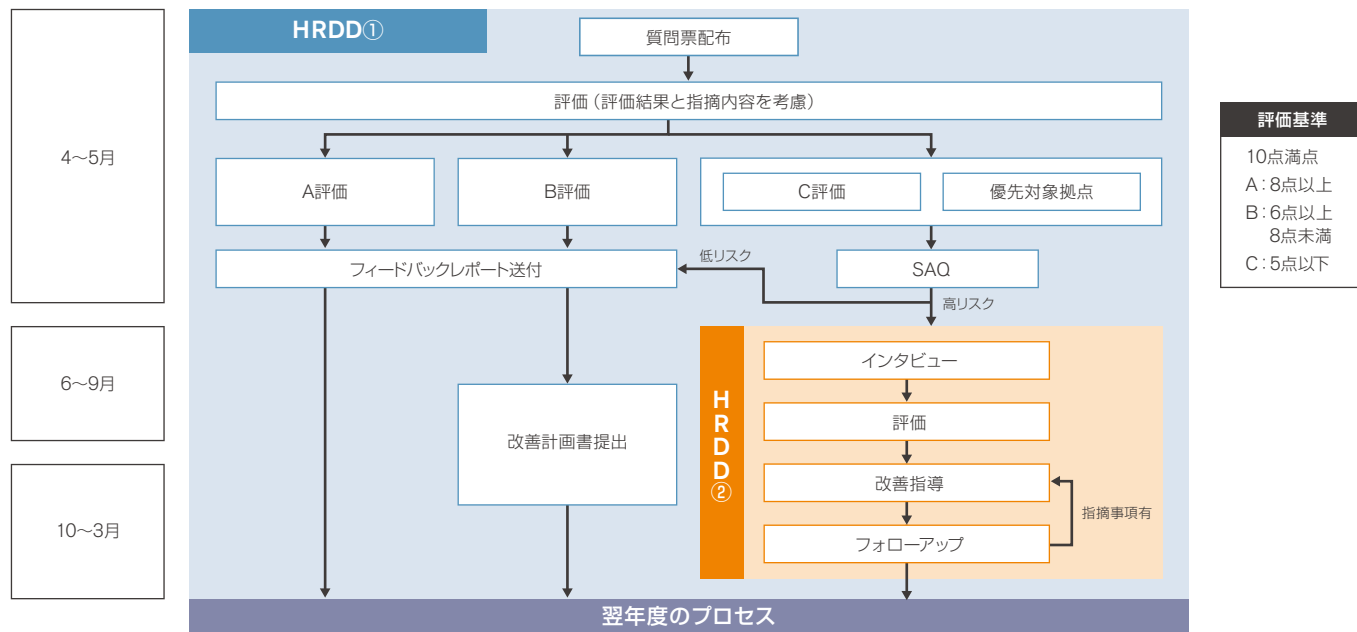 HRDD①
質問票配布
評価（評価結果と指摘内容を考慮）
4～5月
A評価
B評価
C評価
優先対象拠点
フィードバックレポート送付
低リスク
SAQ
高リスク
評価基準
10点満点
A：8点以上
B：6点以上
8点未満
C：5点以下
6～9月
改善計画書提出
HRDD②
インタビュー
評価
改善指導
指摘事項有
フォローアップ
10～3月
翌年度のプロセス